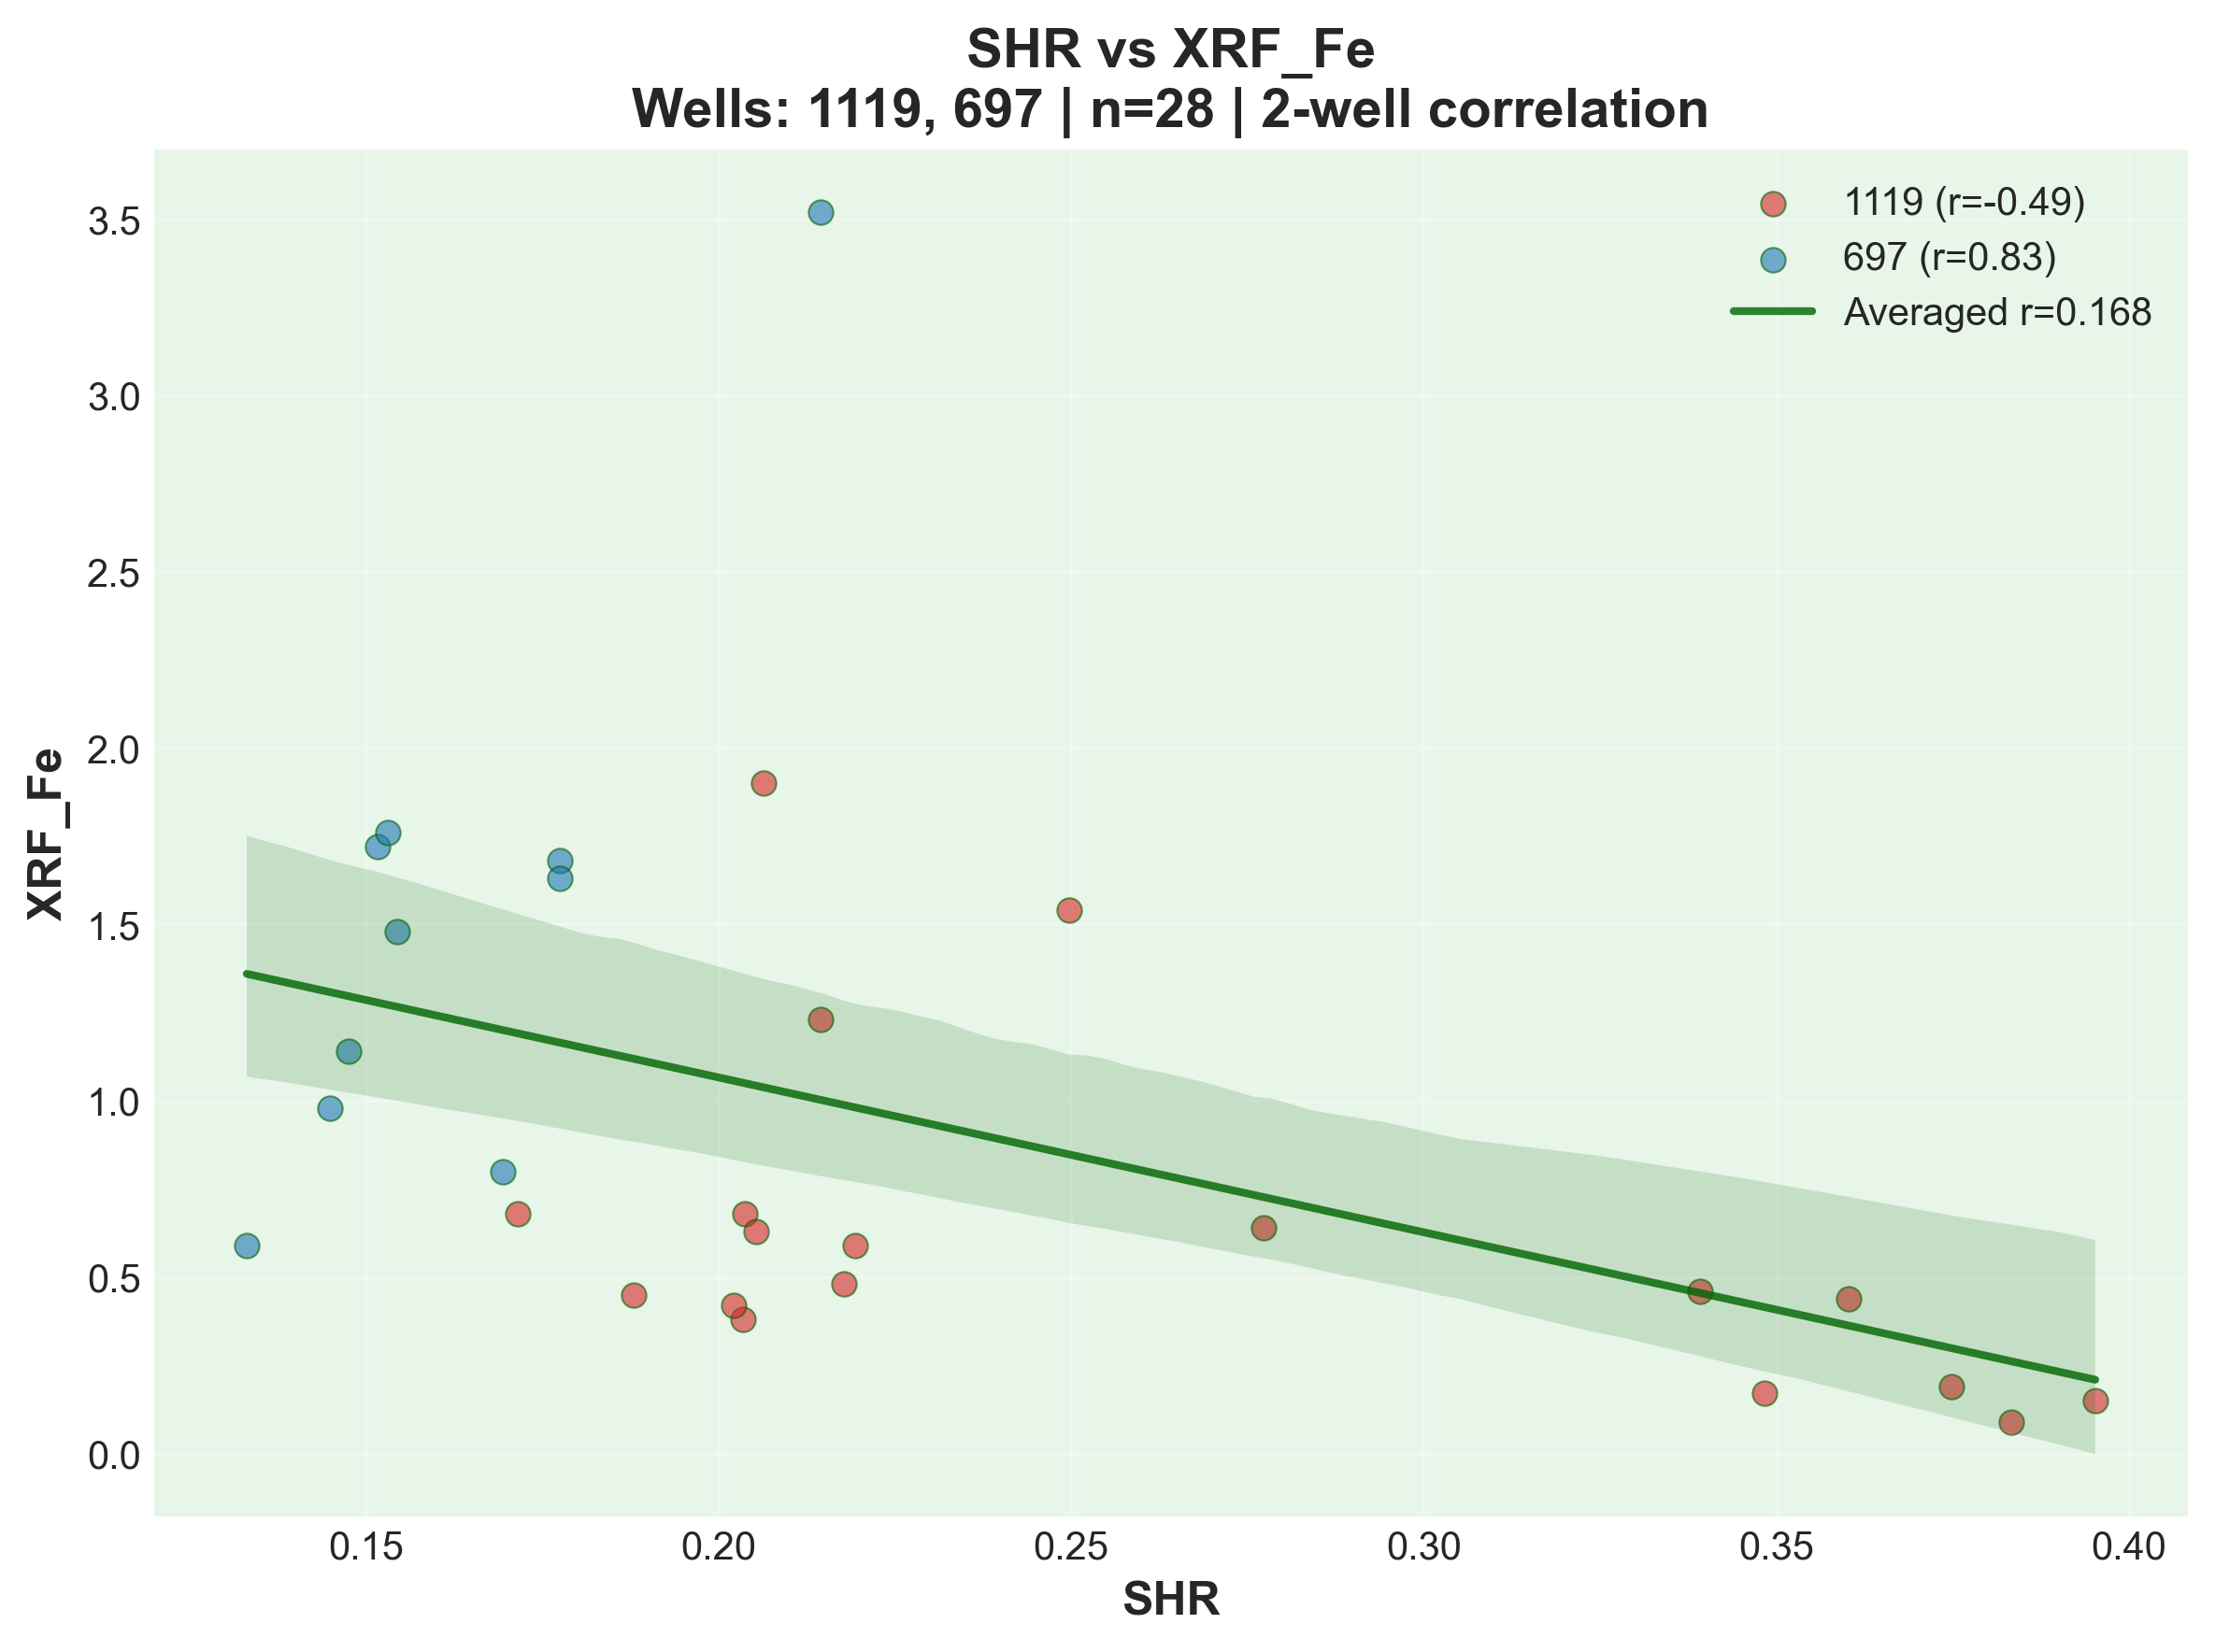 SHR vs XRF_Fe
Wells: 1119, 697 | n=28 | 2-well correlation
1119 (r=-0.49)
697 (r=0.83)
Averaged r=0.168
XRF_Fe
3.5
3.0
2.5
2.0
1.5
1.0
0.5
0.0
0.15 0.20 0.25 0.30 0.35 0.40
SHR